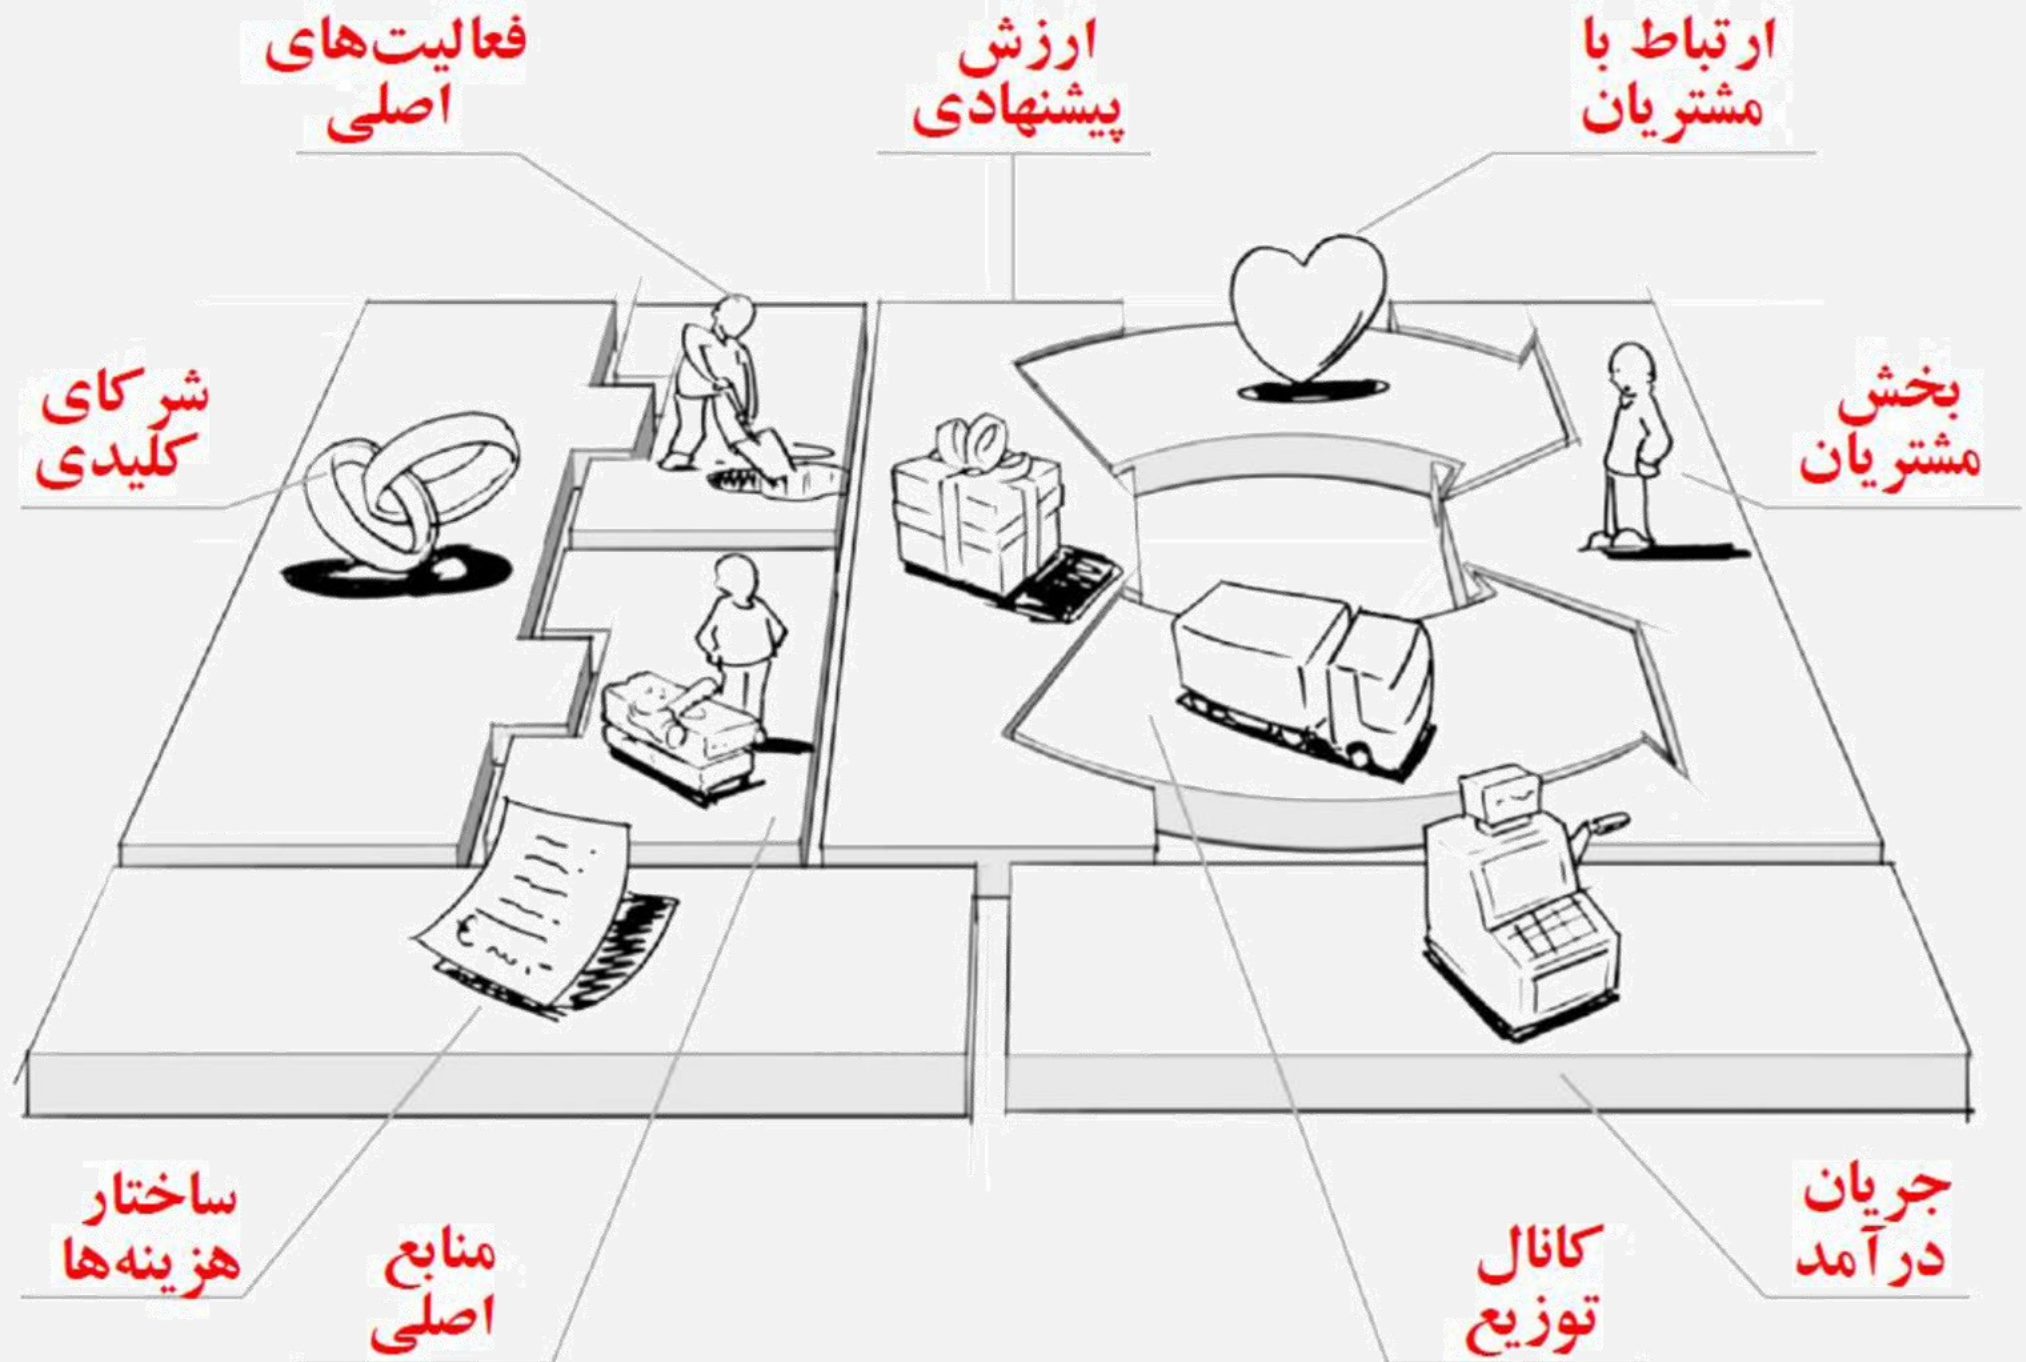 ارتباط با
مشتریان
ارزش
پیشنهادی
فعالیت‌های
اصلی
بخش
مشتریان
شرکای
کلیدی
جریان
درآمد
کانال
توزیع
منابع
اصلی
ساختار
هزینه‌ها